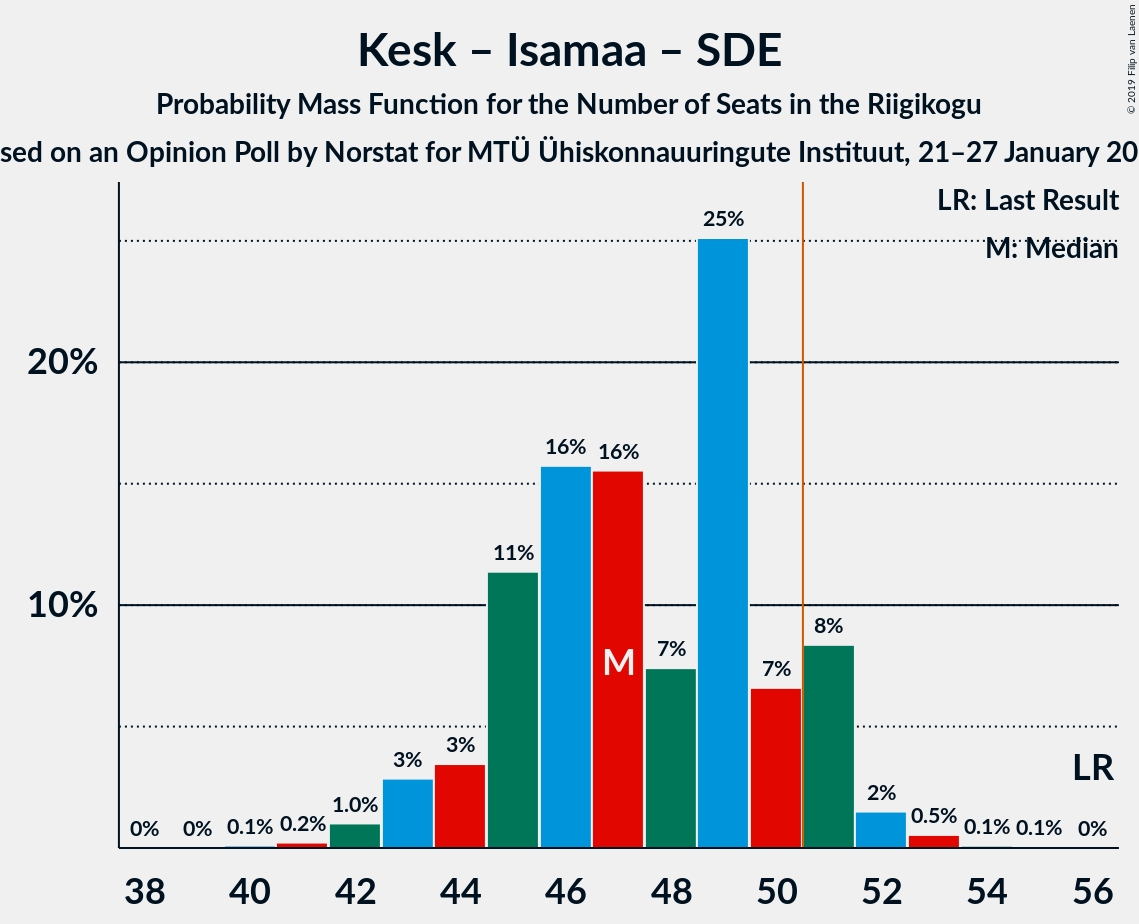 Kesk – Isamaa – SDE
Probability Mass Function for the Number of Seats in the Riigikogu
sed on an Opinion Poll by Norstat for MTÜ Ühiskonnauuringute Instituut, 21–27 January 20
© 2019 Filip van Laenen
LR: Last Result
M: Median
25%
20%
16% 16%
11%
10%
8%
7%
7%
M
3%
3%
LR
2%
1.0%
0.5%
0% 0% 0.1% 0.2%
0.1% 0.1% 0%
38 40 42 44 46 48 50 52 54 56